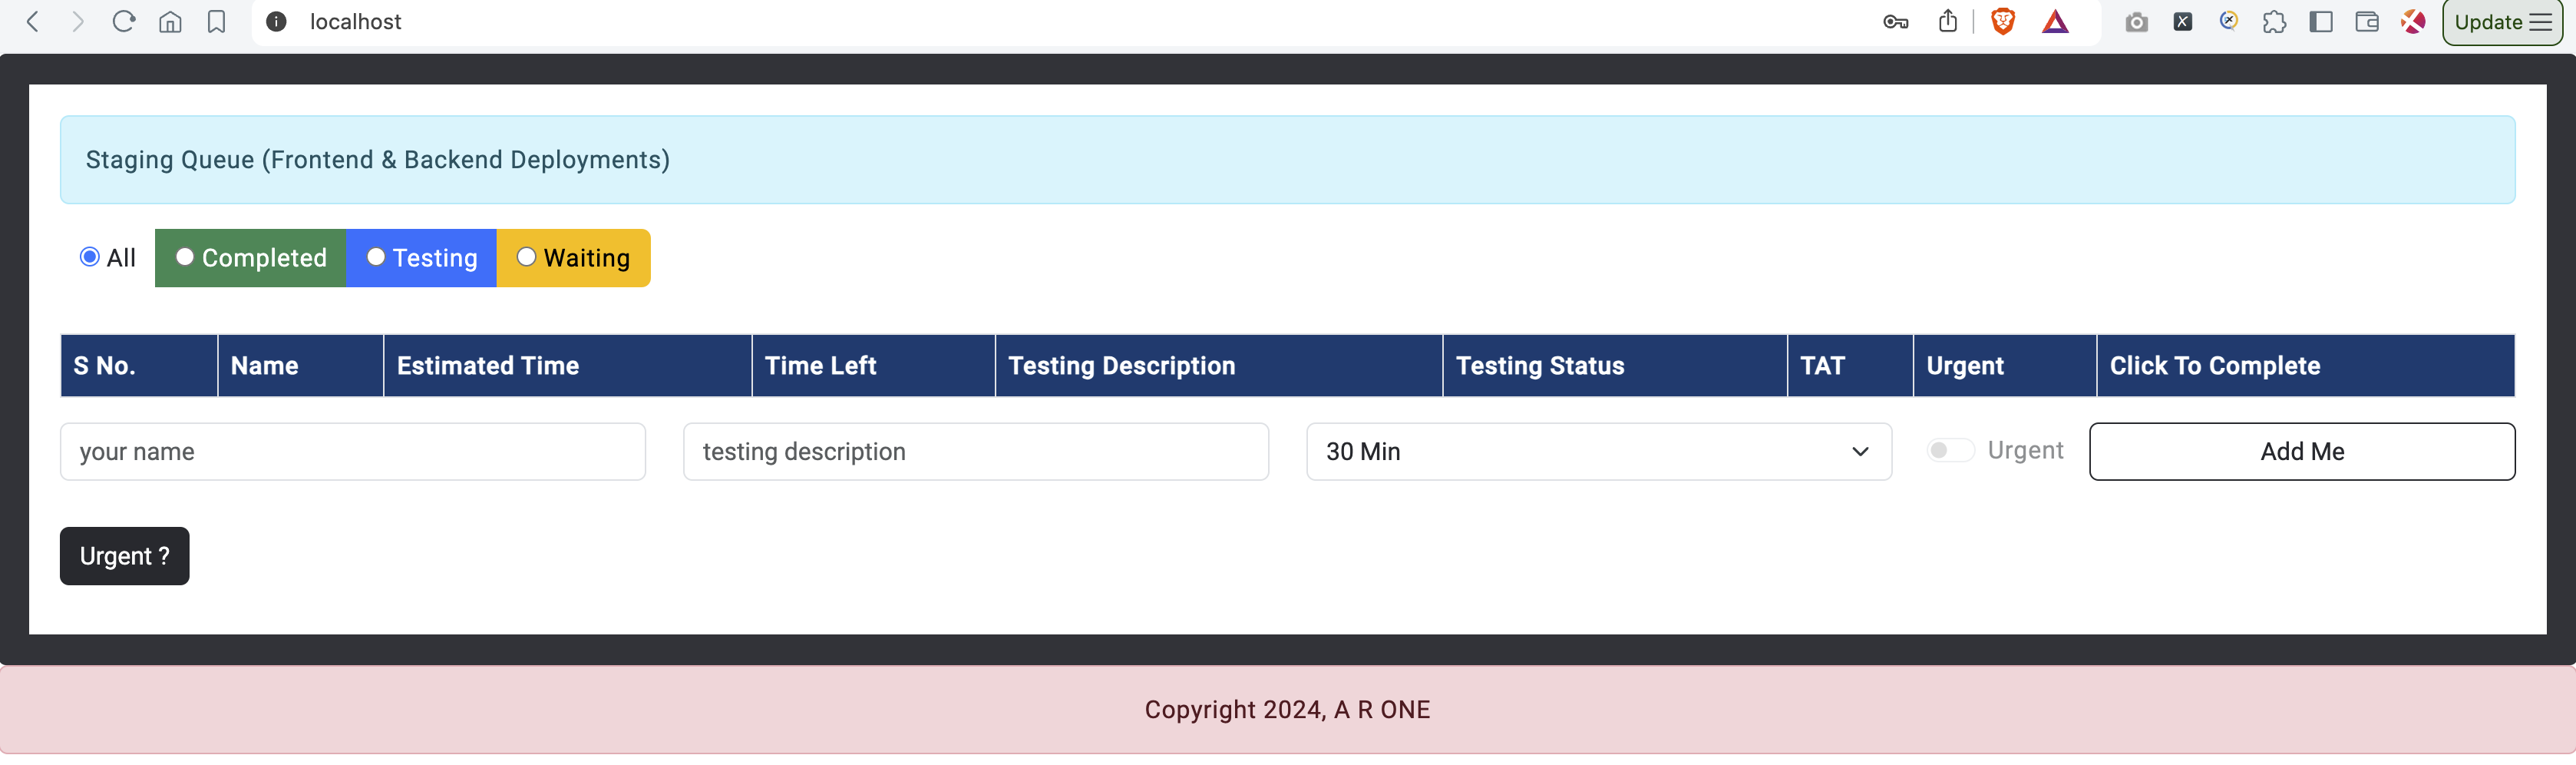 localhost
Update
Staging Queue (Frontend & Backend Deployments)
All Completed Testing Waiting
S No. Name Estimated Time Time Left Testing Description Testing Status TAT Urgent Click To Complete
your name testing description 30 Min Urgent Add Me
Urgent ?
Copyright 2024, A R ONE